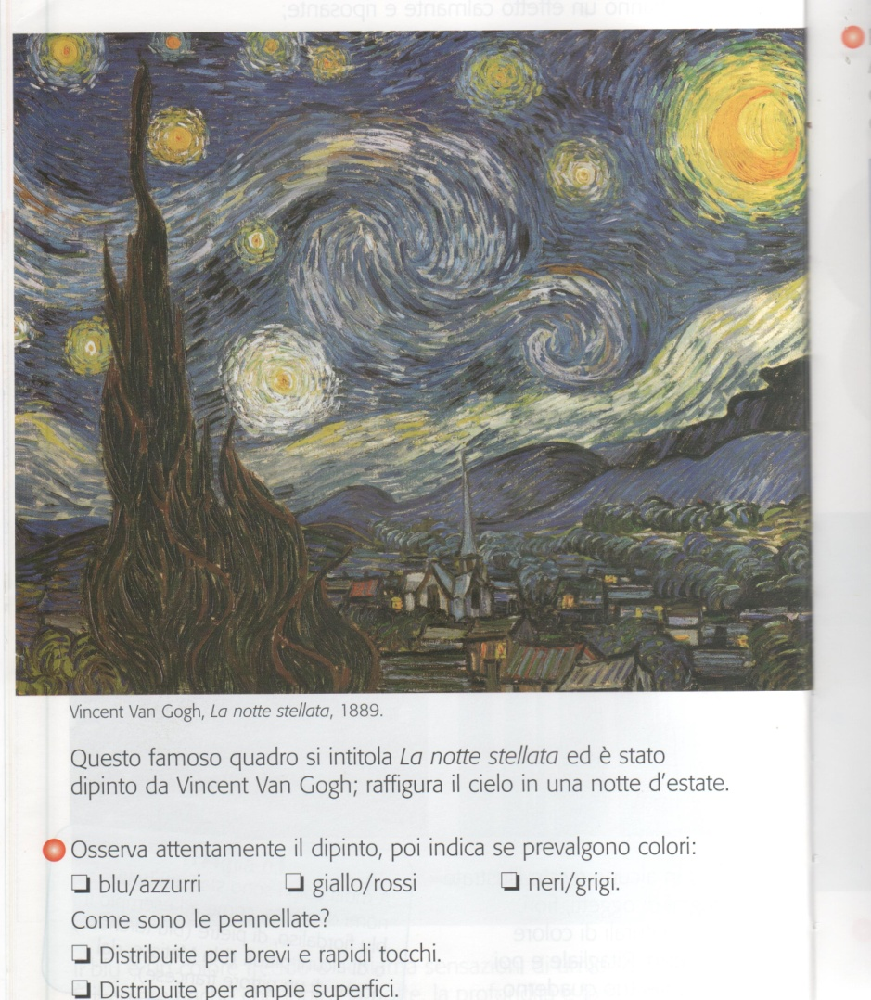 Vincent Van Gogh, La notte stellata, 1889.
Questo famoso quadro si intitola La notte stellata ed è stato
dipinto da Vincent Van Gogh; raffigura il cielo in una notte d'estate.
Osserva attentamente il dipinto, poi indica se prevalgono colori:
❏ blu/azzurri ❏ giallo/rossi ❏ neri/grigi.
Come sono le pennellate?
❏ Distribuite per brevi e rapidi tocchi.
❏ Distribuite per ampie superfici.